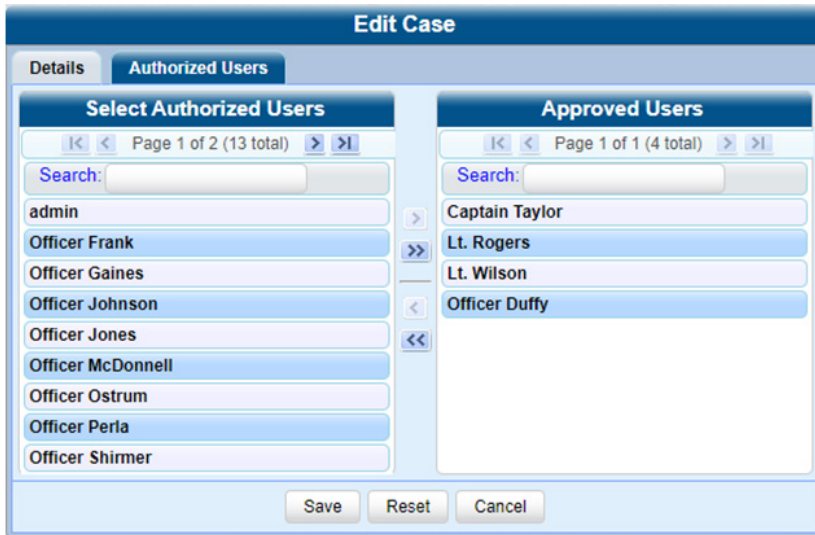 Edit Case
Details Authorized Users
Select Authorized Users
Page 1 of 2 (13 total)
Search:
admin
Officer Frank
Officer Gaines
Officer Johnson
Officer Jones
Officer McDonnell
Officer Ostrum
Officer Perla
Officer Shirmer
Approved Users
Page 1 of 1 (4 total)
Search:
Captain Taylor
Lt. Rogers
Lt. Wilson
Officer Duffy
Save Reset Cancel